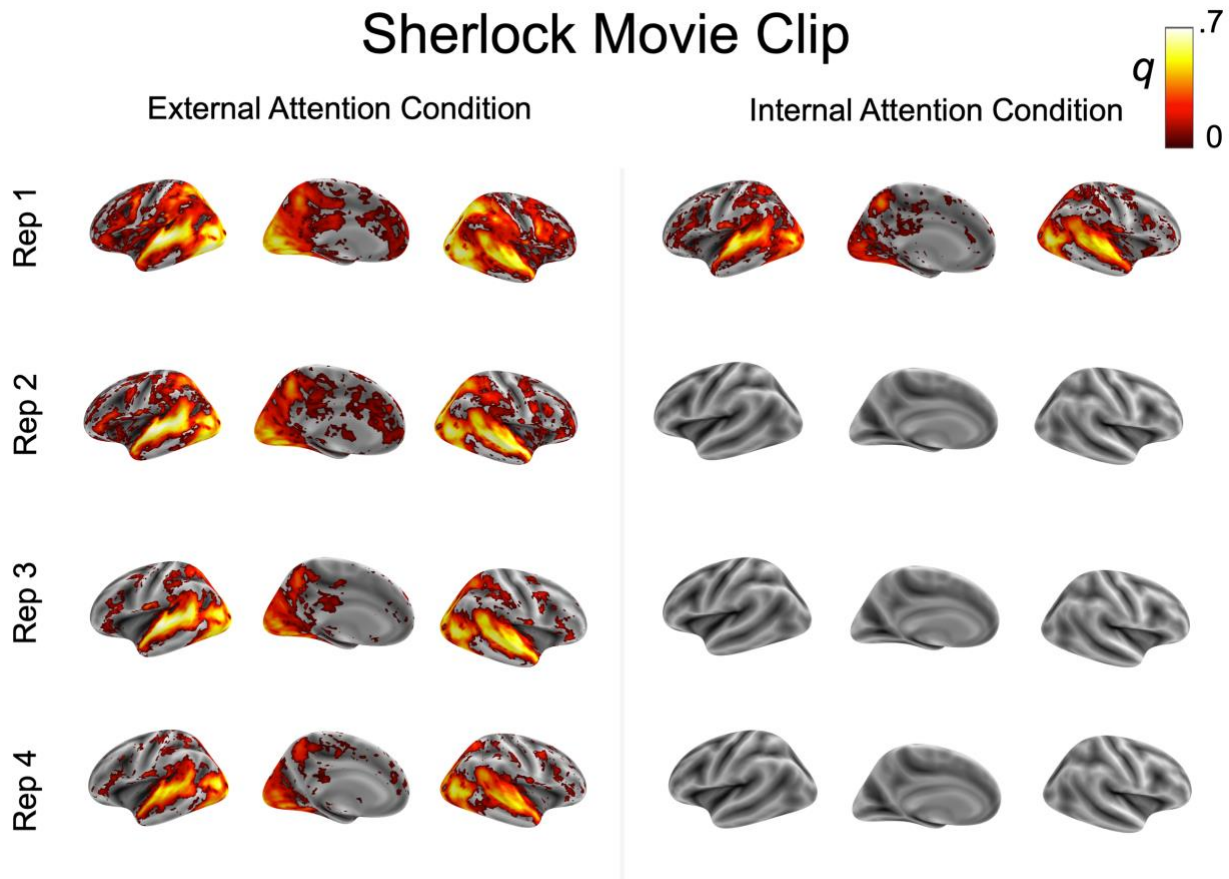 Sherlock Movie Clip
.7
q
0
External Attention Condition
Internal Attention Condition
Rep 1
Rep 2
Rep 3
Rep 4